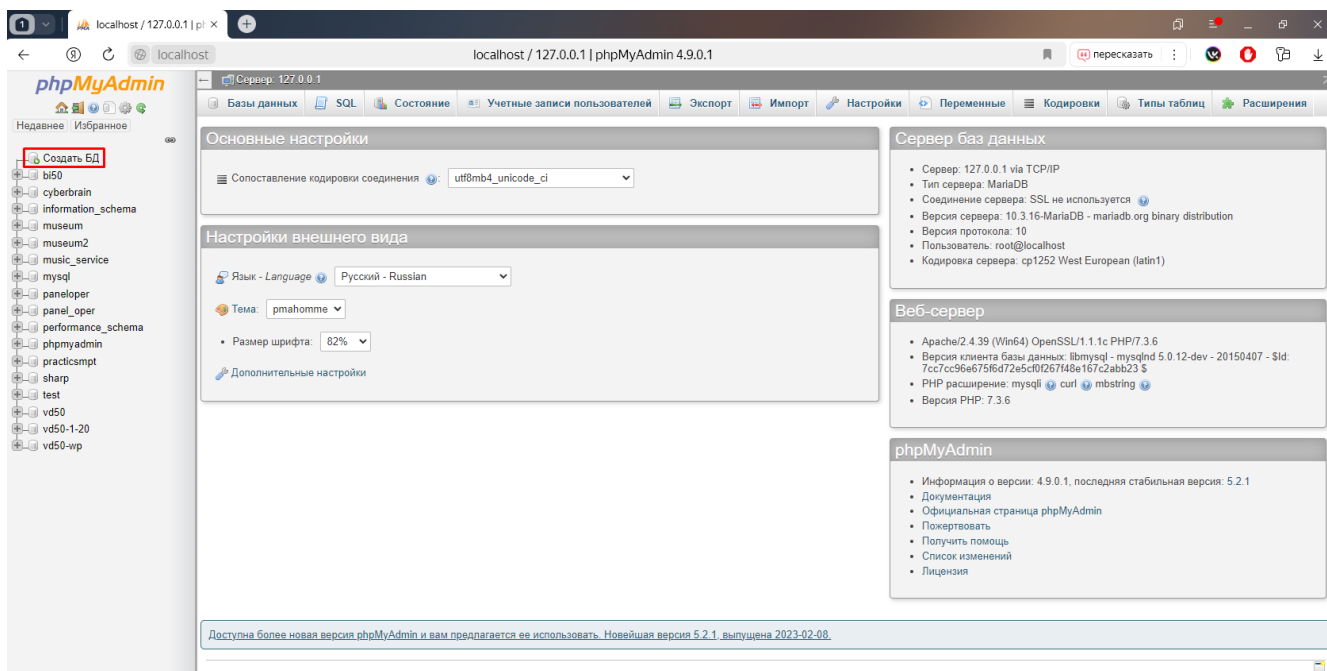 1
localhost / 127.0.0.1 | ph
Я
localhost
localhost / 127.0.0.1 | phpMyAdmin 4.9.0.1
пересказать
phpMyAdmin
Недавнее Избранное
Создать БД
bi50
cyberbrain
information_schema
museum
museum2
music_service
mysql
paneloper
panel_oper
performance_schema
phpmyadmin
practicsmpt
sharp
test
vd50
vd50-1-20
vd50-wp
Сервер: 127.0.0.1
Базы данных SQL Состояние Учетные записи пользователей Экспорт Импорт Настройки Переменные Кодировки Типы таблиц Расширения
Основные настройки
Сопоставление кодировки соединения : utf8mb4_unicode_ci
Настройки внешнего вида
Язык - Language Русский - Russian
Тема: pmahomme
• Размер шрифта: 82%
Дополнительные настройки
Сервер баз данных
• Сервер: 127.0.0.1 via TCP/IP
• Тип сервера: MariaDB
• Соединение сервера: SSL не используется
• Версия сервера: 10.3.16-MariaDB - mariadb.org binary distribution
• Версия протокола: 10
• Пользователь: root@localhost
• Кодировка сервера: cp1252 West European (latin1)
Веб-сервер
• Apache/2.4.39 (Win64) OpenSSL/1.1.1c PHP/7.3.6
• Версия клиента базы данных: libmysql - mysqlnd 5.0.12-dev - 20150407 - $Id:
7cc7cc96e675f6d72e5cf0f267f48e167c2abb23 $
• PHP расширение: mysqli curl mbstring
• Версия PHP: 7.3.6
phpMyAdmin
• Информация о версии: 4.9.0.1, последняя стабильная версия: 5.2.1
• Документация
• Официальная страница phpMyAdmin
• Пожертвовать
• Получить помощь
• Список изменений
• Лицензия
Доступна более новая версия phpMyAdmin и вам предлагается ее использовать. Новейшая версия 5.2.1, выпущена 2023-02-08.